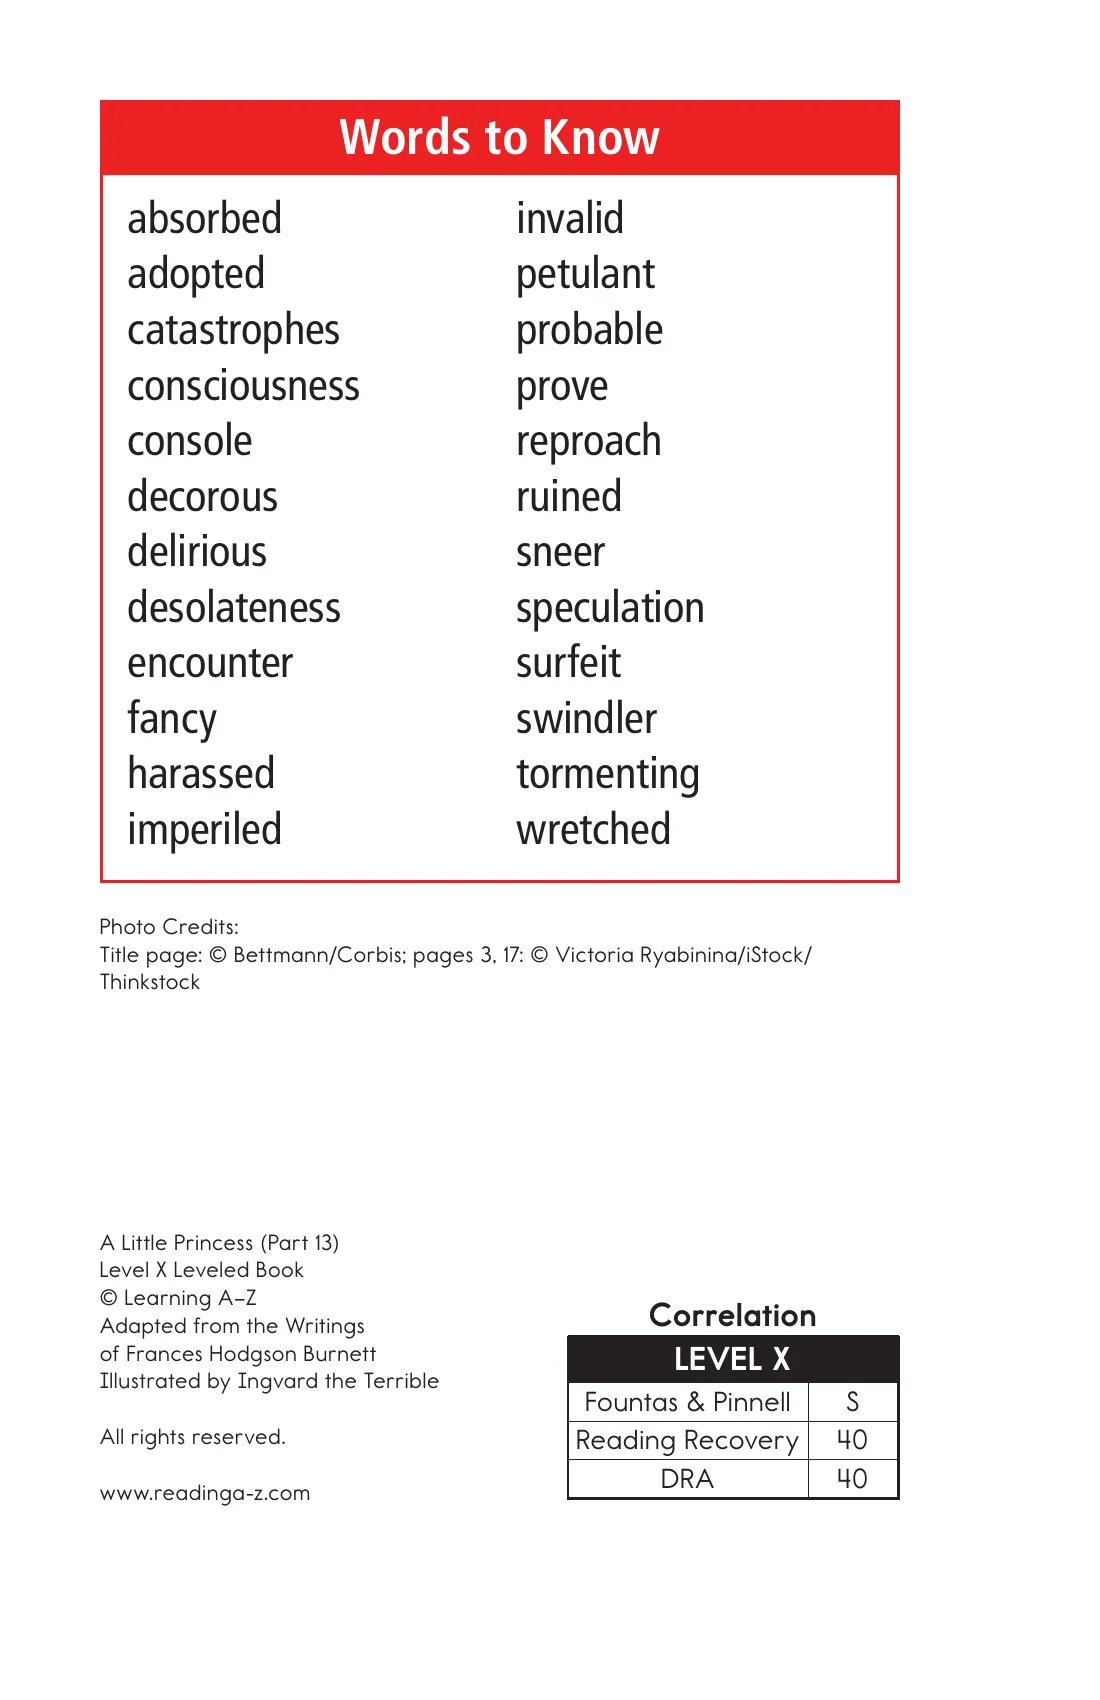 Words to Know
absorbed
adopted
catastrophes
consciousness
console
decorous
delirious
desolateness
encounter
fancy
harassed
imperiled
invalid
petulant
probable
prove
reproach
ruined
sneer
speculation
surfeit
swindler
tormenting
wretched
Photo Credits:
Title page: © Bettmann/Corbis; pages 3, 17: © Victoria Ryabinina/iStock/
Thinkstock
A Little Princess (Part 13)
Level X Leveled Book
© Learning A–Z
Adapted from the Writings
of Frances Hodgson Burnett
Illustrated by Ingvard the Terrible
All rights reserved.
www.readinga-z.com
Correlation
LEVEL X
Fountas & Pinnell S
Reading Recovery 40
DRA 40